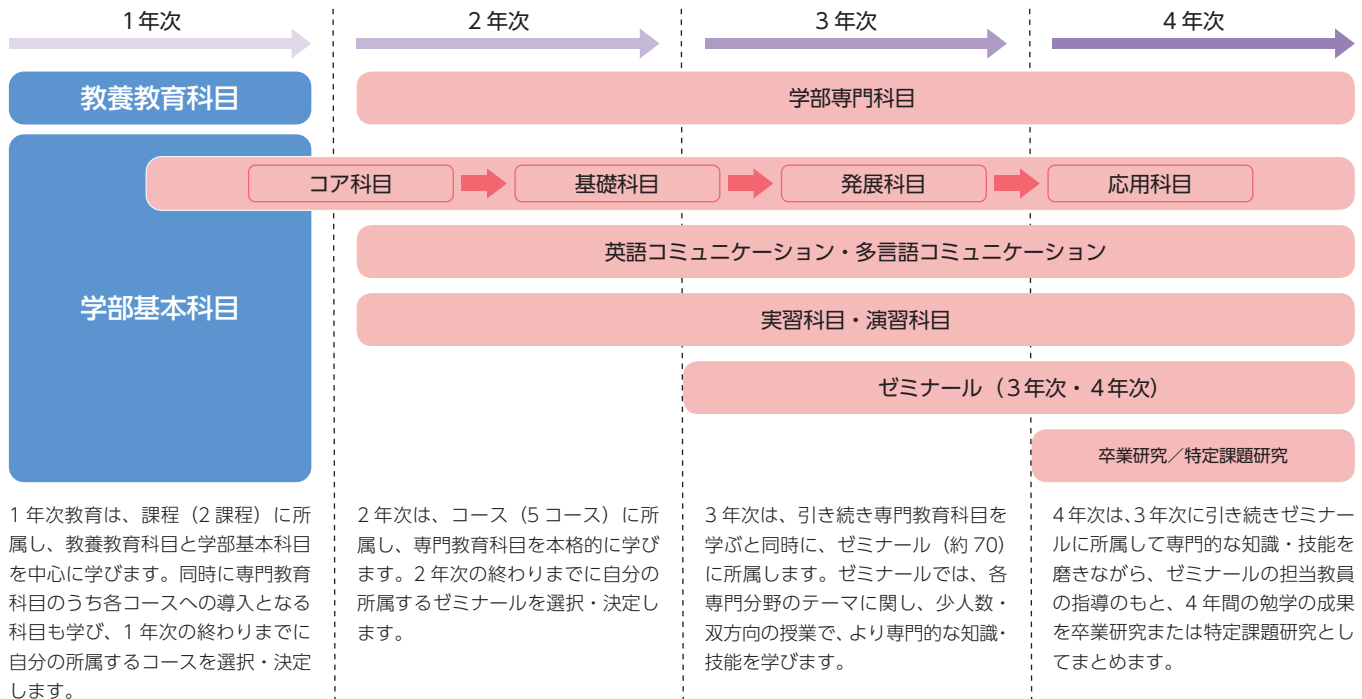 1年次
2年次
3年次
4年次
教養教育科目
学部専門科目
学部基本科目
コア科目
基礎科目
発展科目
応用科目
英語コミュニケーション・多言語コミュニケーション
実習科目・演習科目
ゼミナール（3年次・4年次）
卒業研究／特定課題研究
1年次教育は、課程（2課程）に所
属し、教養教育科目と学部基本科目
を中心に学びます。同時に専門教育
科目のうち各コースへの導入となる
科目も学び、1年次の終わりまでに
自分の所属するコースを選択・決定
します。
2年次は、コース（5コース）に所
属し、専門教育科目を本格的に学び
ます。2年次の終わりまでに自分の
所属するゼミナールを選択・決定し
ます。
3年次は、引き続き専門教育科目を
学ぶと同時に、ゼミナール（約70）
に所属します。ゼミナールでは、各
専門分野のテーマに関し、少人数・
双方向の授業で、より専門的な知識・
技能を学びます。
4年次は、3年次に引き続きゼミナー
ルに所属して専門的な知識・技能を
磨きながら、ゼミナールの担当教員
の指導のもと、4年間の勉学の成果
を卒業研究または特定課題研究とし
てまとめます。